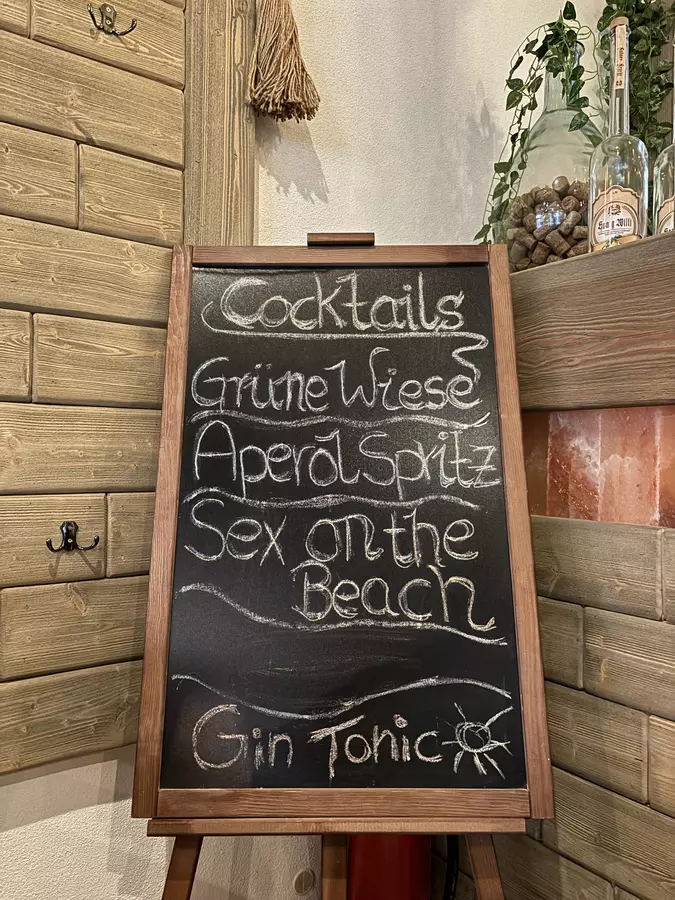 Cocktails
Grüne Wiese
Aperol Spritz
Sex on the
Beach
Gin Tonic